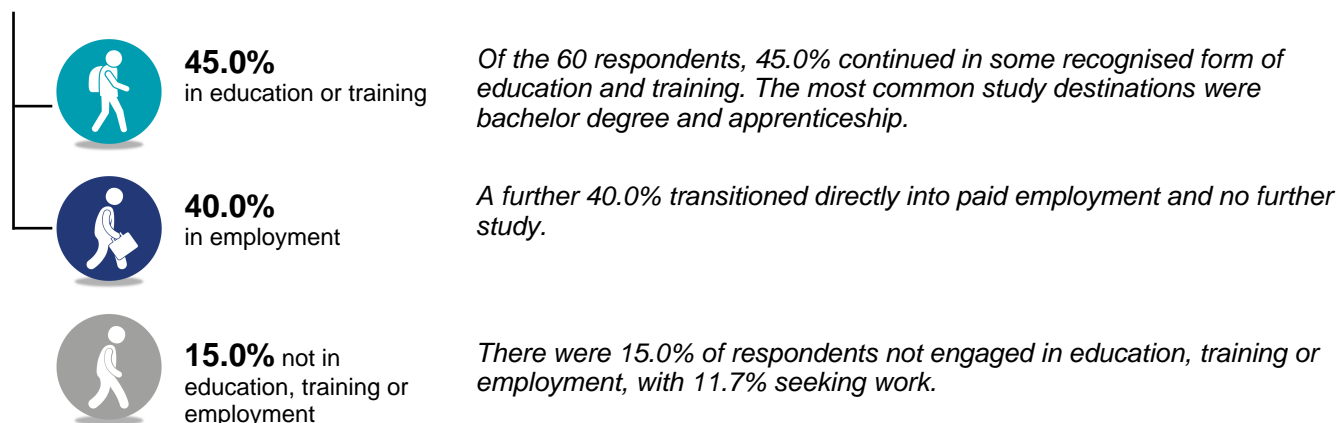 45.0%
in education or training
Of the 60 respondents, 45.0% continued in some recognised form of
education and training. The most common study destinations were
bachelor degree and apprenticeship.
40.0%
in employment
A further 40.0% transitioned directly into paid employment and no further
study.
15.0% not in
education, training or
employment
There were 15.0% of respondents not engaged in education, training or
employment, with 11.7% seeking work.